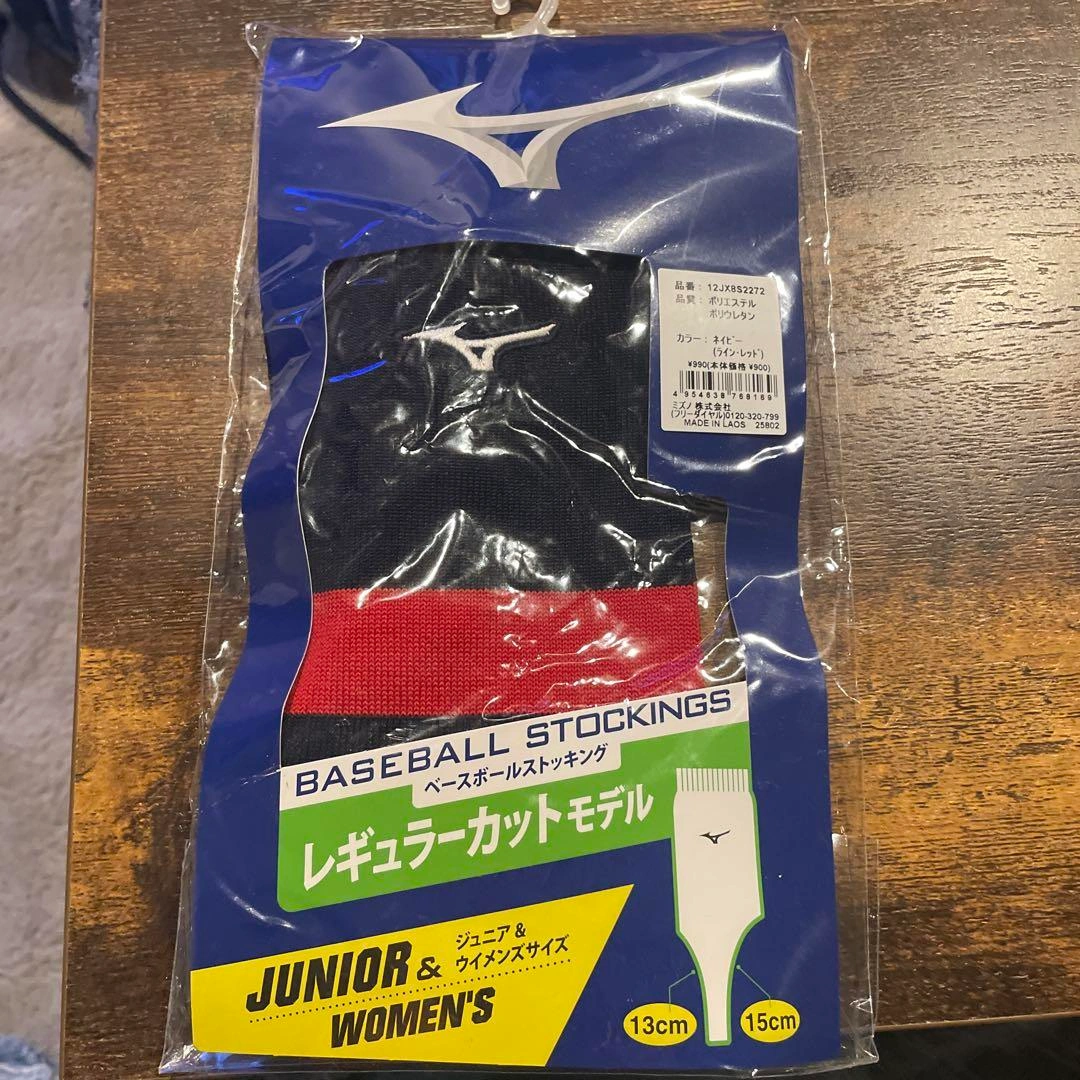 品番: 12JX8S2272
品質: ポリエステル
ポリウレタン
カラー: ネイビー
(ライン・レッド)
¥990(本体価格 ¥900)
4 954638 768169
ミズノ 株式会社
(フリーダイヤル)0120-320-799
MADE IN LAOS 25802
BASEBALL STOCKINGS
ベースボールストッキング
レギュラーカットモデル
JUNIOR &
WOMEN'S
ジュニア &
ウイメンズサイズ
13cm
15cm